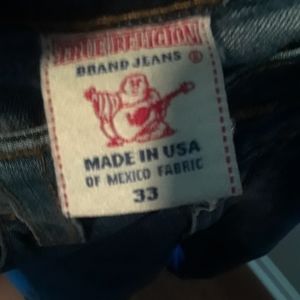 TRUE RELIGION
BRAND JEANS ®
MADE IN USA
OF MEXICO FABRIC
33